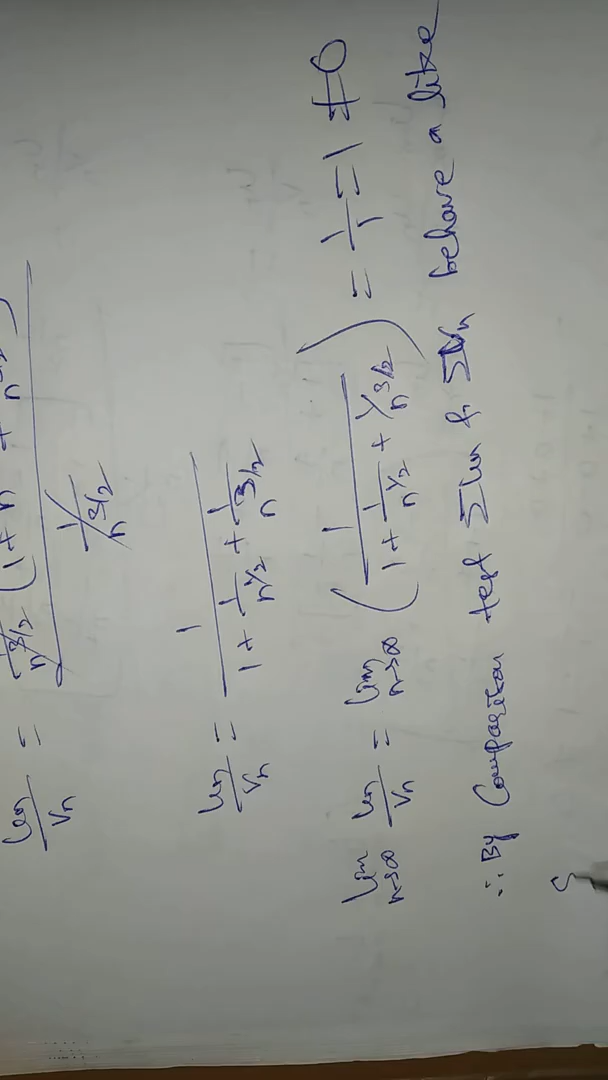 un/vn = 1/(n^3/2 (1 + n
1/n^3/2
un/vn = 1/(1 + 1/n^1/2 + 1/n^3/2)
lim n→∞ un/vn = lim n→∞ (1/(1 + 1/n^1/2 + 1/n^3/2)) = 1/1 = 1 ≠ 0
∴ By Comparison test Σun & Σvn behave a like